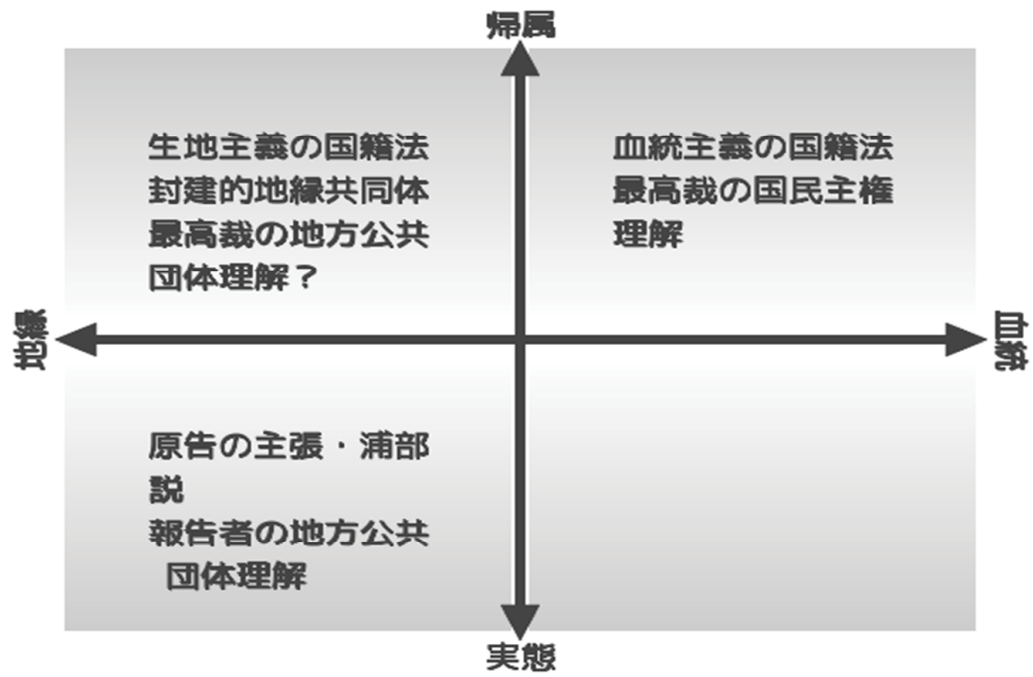 帰属
生地主義の国籍法
封建的地縁共同体
最高裁の地方公共
団体理解？
血統主義の国籍法
最高裁の国民主権
理解
地縁
血統
原告の主張・浦部
説
報告者の地方公共
団体理解
実態